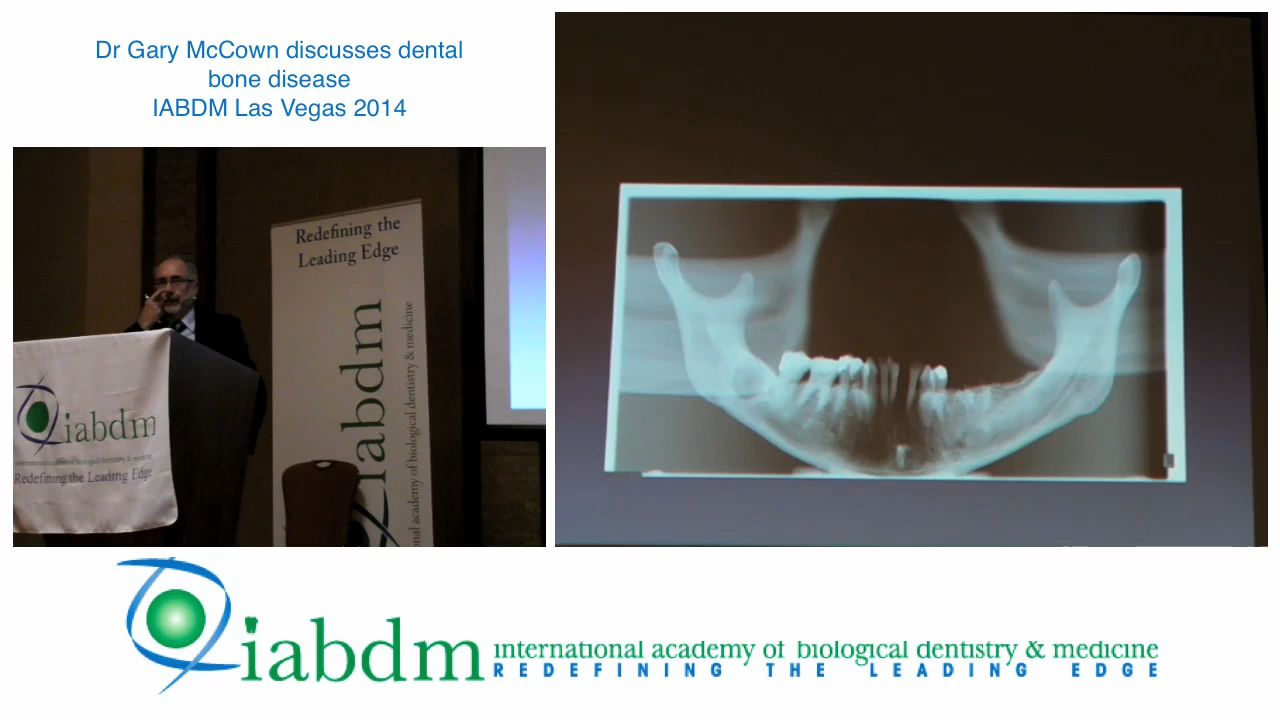 Dr Gary McCown discusses dental
bone disease
IABDM Las Vegas 2014
Redefining the
Leading Edge
iabdm
international academy of biological dentistry & medicine
iabdm
Redefining the Leading Edge
iabdm
international academy of biological dentistry & medicine
REDEFINING THE LEADING EDGE